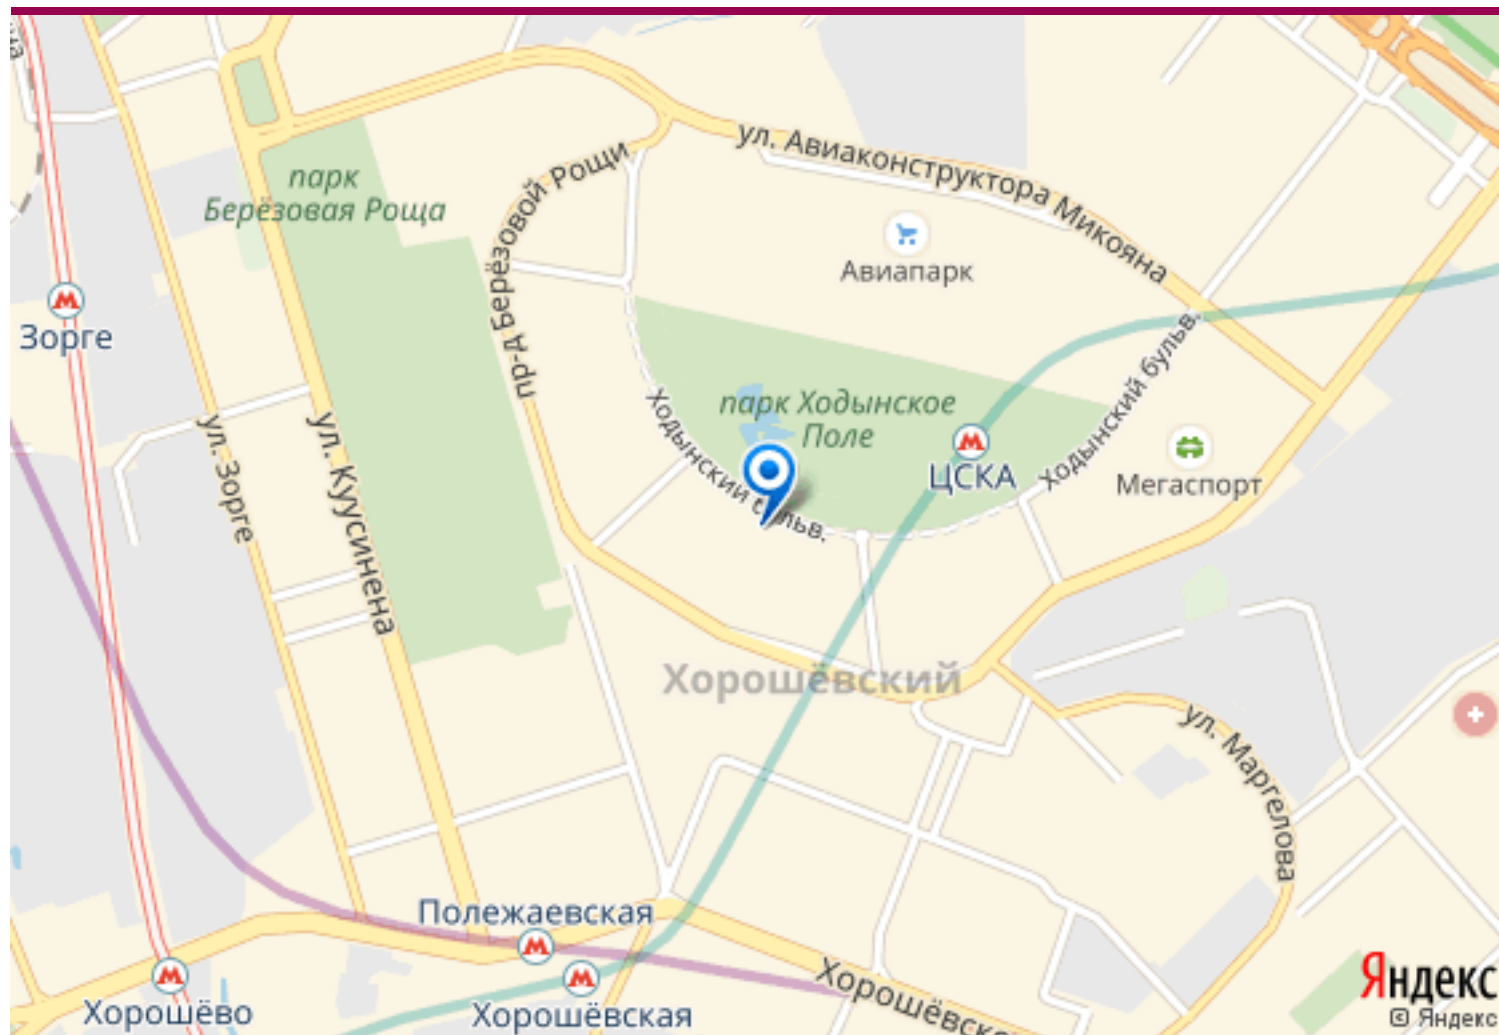 ул. Авиаконструктора Микояна
пр-д Берёзовой Рощи
парк
Берёзовая Роща
Авиапарк
Зорге
Ходынский бульв.
парк Ходынское
Поле
ЦСКА
Ходынский бульв.
Мегаспорт
ул. Зорге
ул. Куусинена
Хорошёвский
ул. Маргелова
Полежаевская
Хорошёво
Хорошёвская
Хорошёвско
Яндекс
© Яндекс